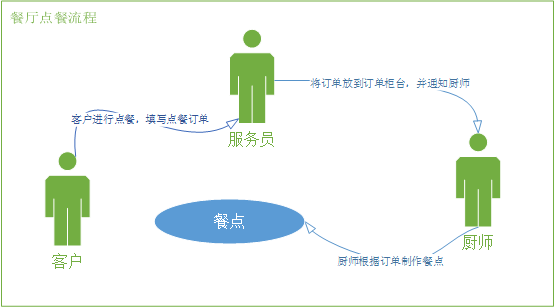 餐厅点餐流程
将订单放到订单柜台，并通知厨师
客户进行点餐，填写点餐订单
服务员
餐点
厨师
客户
厨师根据订单制作餐点